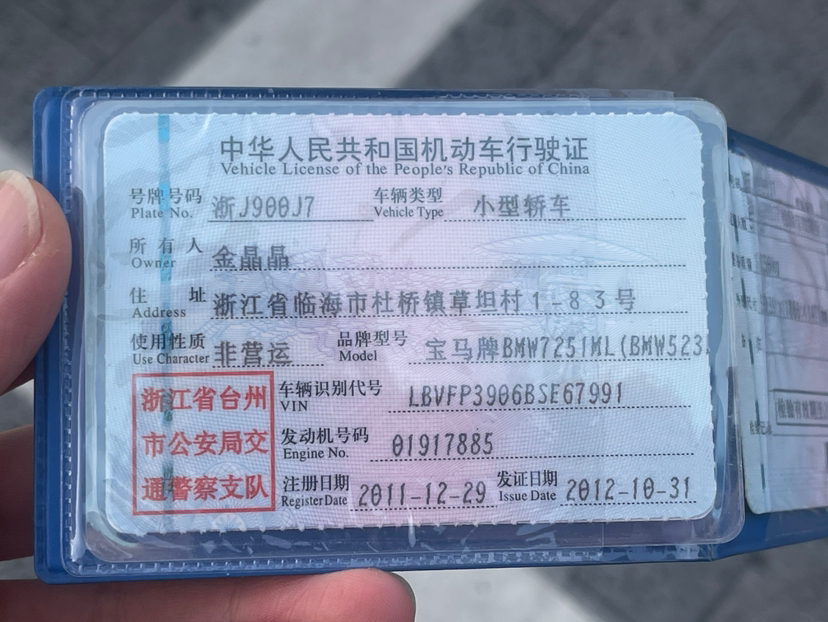 中华人民共和国机动车行驶证
Vehicle License of the People's Republic of China
号牌号码 浙J900J7 车辆类型 小型轿车
Plate No. Vehicle Type
所有人 金晶晶
Owner
住址 浙江省临海市杜桥镇草坦村1-83号
Address
使用性质 非营运 品牌型号 宝马牌BMW7251ML(BMW523
Use Character Model
浙江省台州
市公安局交
通警察支队
车辆识别代号 LBVFP3906BSE67991
VIN
发动机号码 01917885
Engine No.
注册日期 2011-12-29 发证日期 2012-10-31
Register Date Issue Date